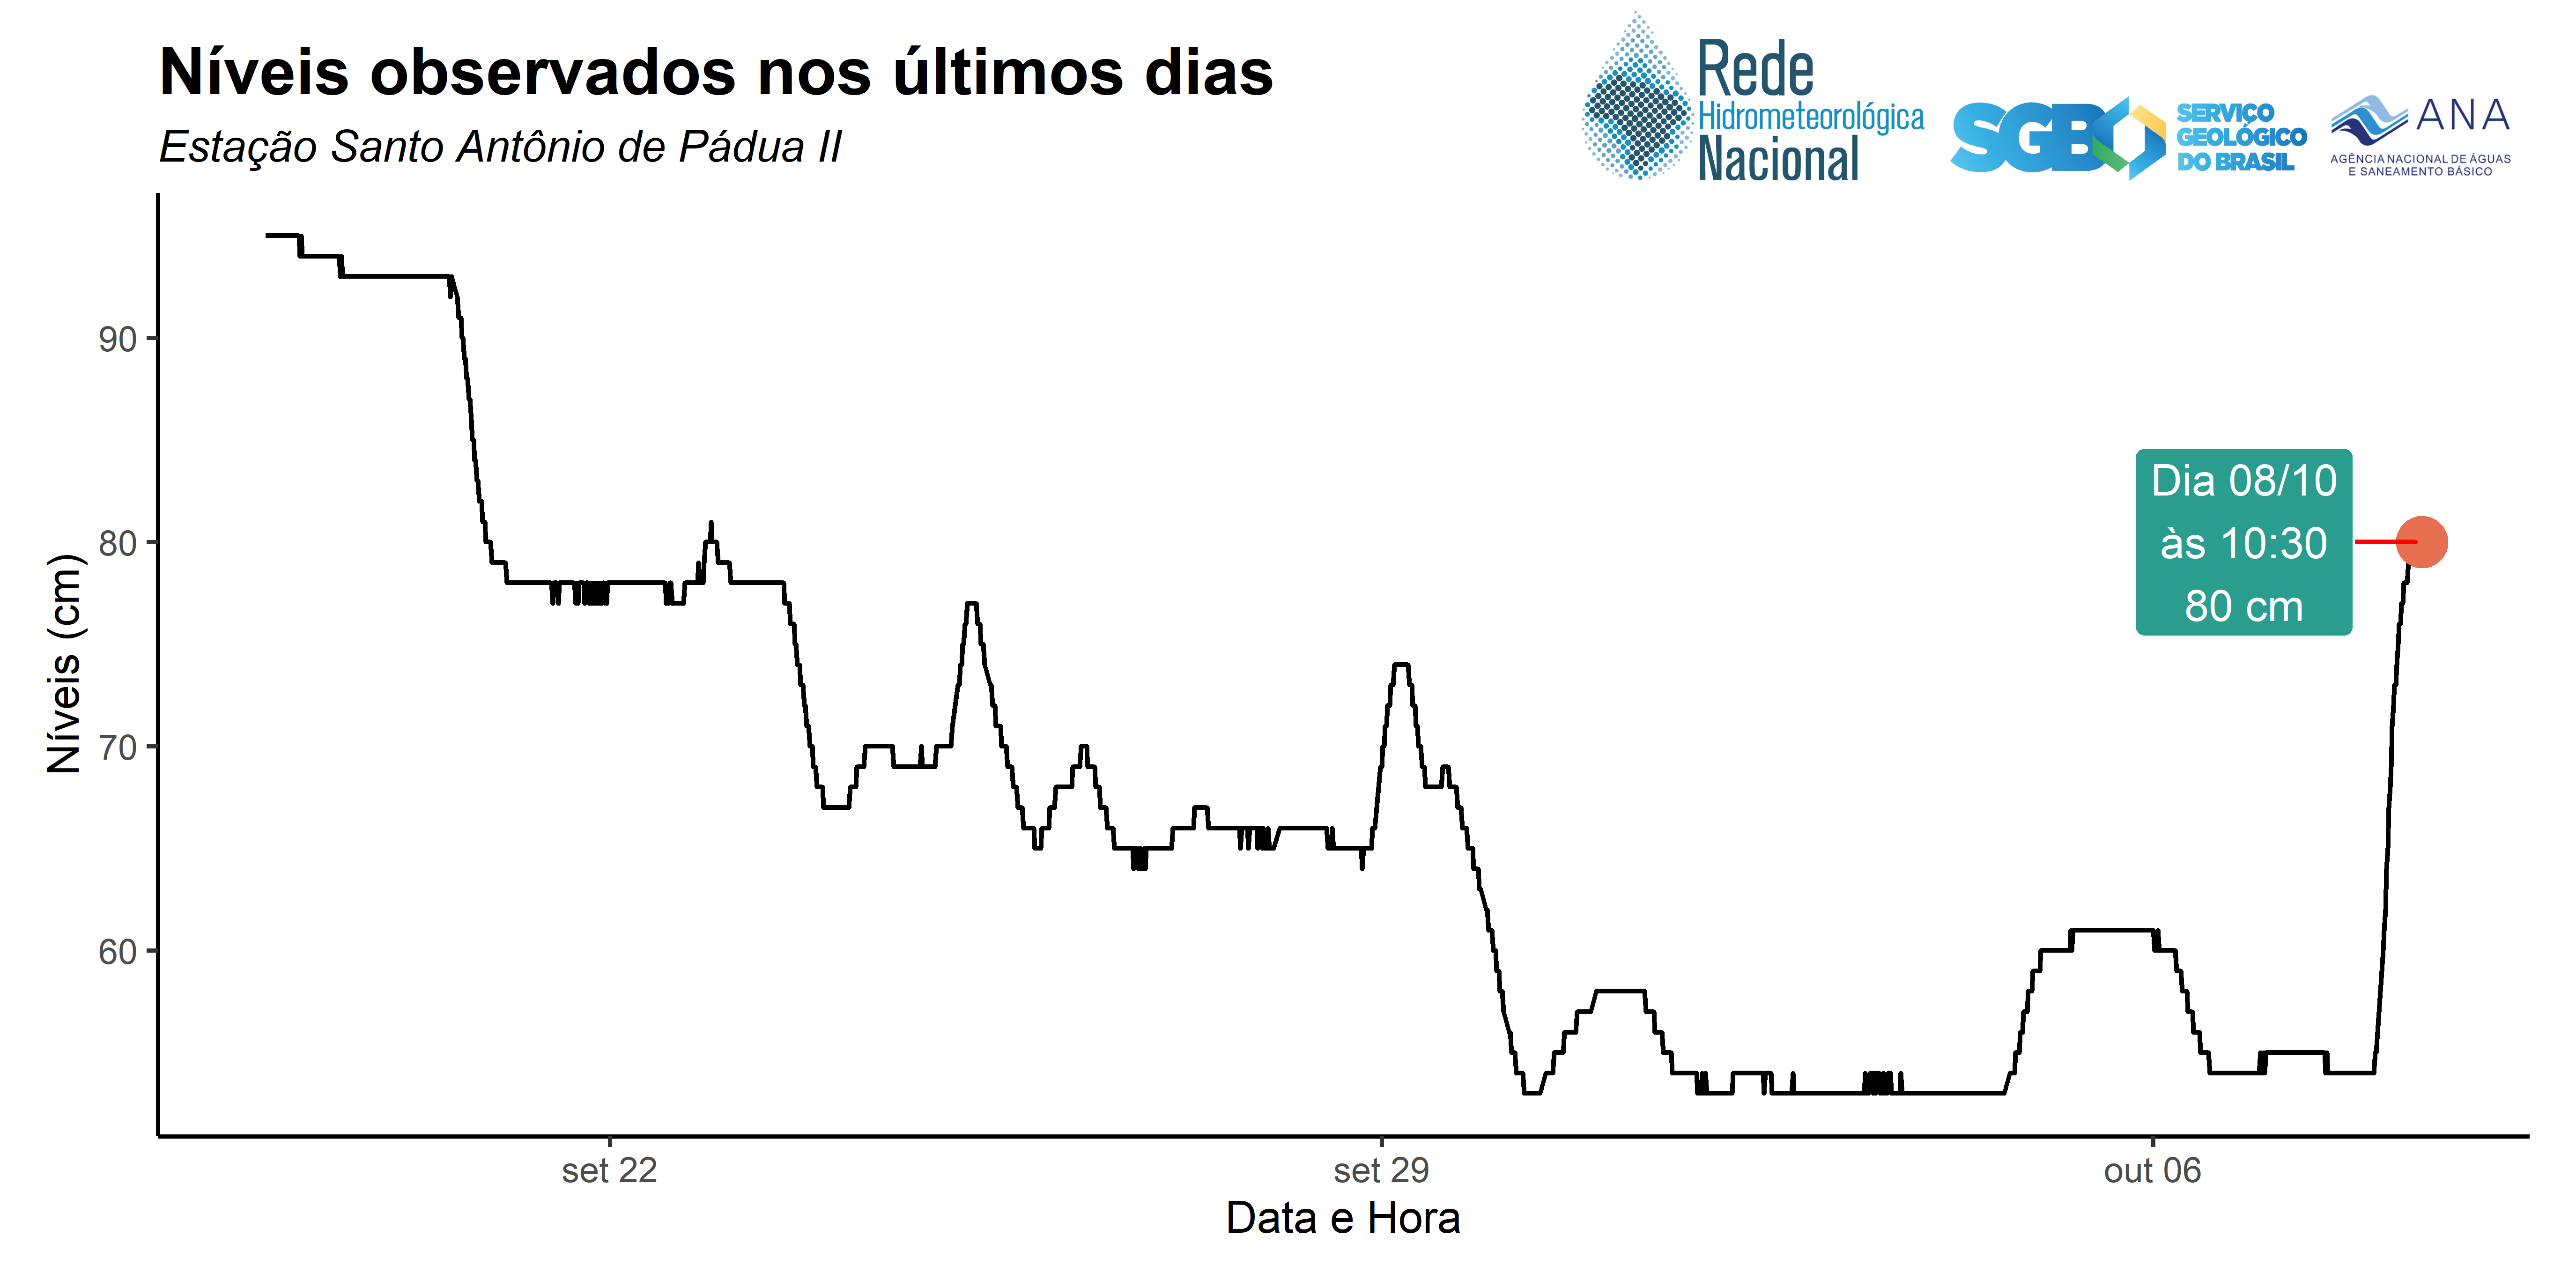 Níveis observados nos últimos dias
Estação Santo Antônio de Pádua II
Rede
Hidrometeorológica
Nacional
SGB
SERVIÇO
GEOLÓGICO
DO BRASIL
ANA
AGÊNCIA NACIONAL DE ÁGUAS
E SANEAMENTO BÁSICO
Níveis (cm)
90
80
70
60
Dia 08/10
às 10:30
80 cm
set 22
set 29
out 06
Data e Hora